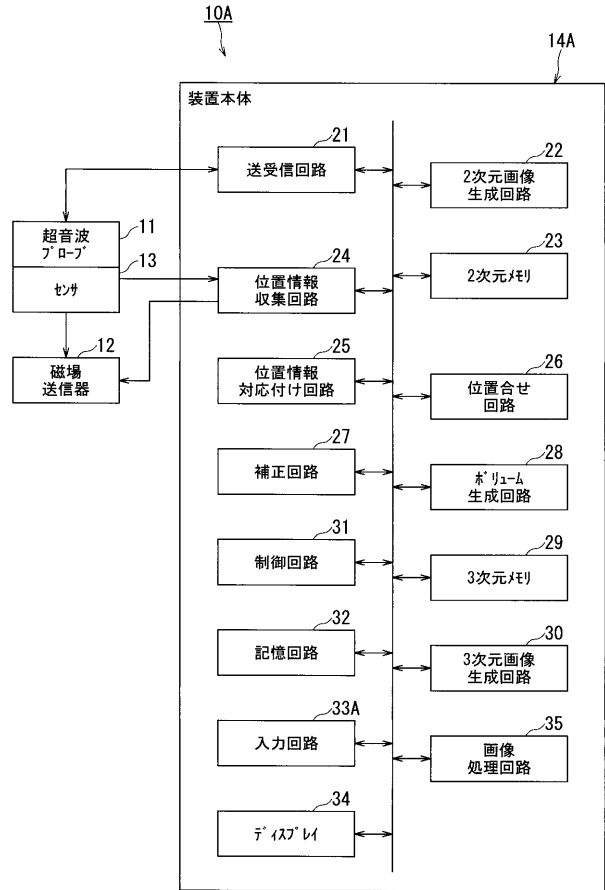 10A
14A
装置本体
21
送受信回路
22
2次元画像
生成回路
11
超音波
プローブ
13
センサ
23
2次元メモリ
24
位置情報
収集回路
12
磁場
送信器
25
位置情報
対応付け回路
26
位置合せ
回路
27
補正回路
28
ボリューム
生成回路
31
制御回路
29
3次元メモリ
32
記憶回路
30
3次元画像
生成回路
33A
入力回路
35
画像
処理回路
34
ディスプレイ